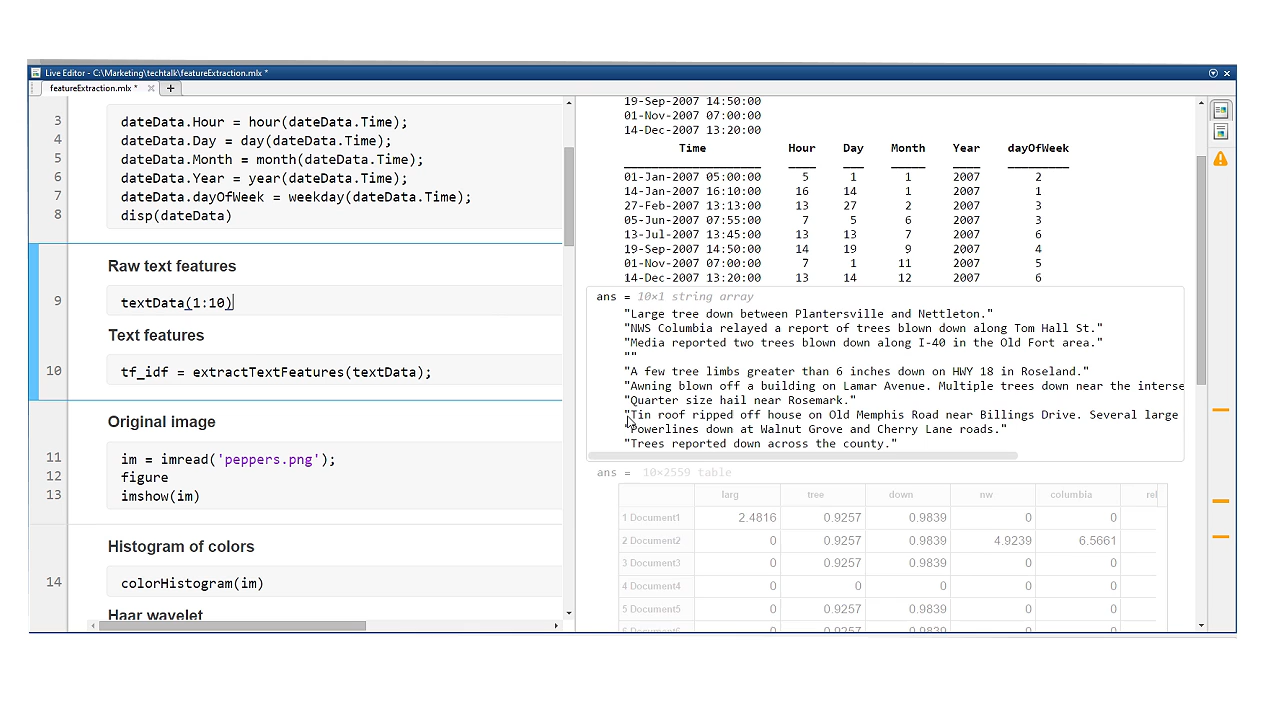 Live Editor - C:\Marketing\techtalk\featureExtraction.mlx *
featureExtraction.mlx *
3 dateData.Hour = hour(dateData.Time);
4 dateData.Day = day(dateData.Time);
5 dateData.Month = month(dateData.Time);
6 dateData.Year = year(dateData.Time);
7 dateData.dayOfWeek = weekday(dateData.Time);
8 disp(dateData)
Raw text features
9 textData(1:10)
Text features
10 tf_idf = extractTextFeatures(textData);
Original image
11 im = imread('peppers.png');
12 figure
13 imshow(im)
Histogram of colors
14 colorHistogram(im)
Haar wavelet
19-Sep-2007 14:50:00
01-Nov-2007 07:00:00
14-Dec-2007 13:20:00
Time Hour Day Month Year dayOfWeek
01-Jan-2007 05:00:00 5 1 1 2007 2
14-Jan-2007 16:10:00 16 14 1 2007 1
27-Feb-2007 13:13:00 13 27 2 2007 3
05-Jun-2007 07:55:00 7 5 6 2007 3
13-Jul-2007 13:45:00 13 13 7 2007 6
19-Sep-2007 14:50:00 14 19 9 2007 4
01-Nov-2007 07:00:00 7 1 11 2007 5
14-Dec-2007 13:20:00 13 14 12 2007 6
ans = 10×1 string array
"Large tree down between Plantersville and Nettleton."
"NWS Columbia relayed a report of trees blown down along Tom Hall St."
"Media reported two trees blown down along I-40 in the Old Fort area."
""
"A few tree limbs greater than 6 inches down on HWY 18 in Roseland."
"Awning blown off a building on Lamar Avenue. Multiple trees down near the interse
"Quarter size hail near Rosemark."
"Tin roof ripped off house on Old Memphis Road near Billings Drive. Several large
"Powerlines down at Walnut Grove and Cherry Lane roads."
"Trees reported down across the county."
ans = 10×2559 table
larg tree down nw columbia rel
1 Document1 2.4816 0.9257 0.9839 0 0
2 Document2 0 0.9257 0.9839 4.9239 6.5661
3 Document3 0 0.9257 0.9839 0 0
4 Document4 0 0 0 0 0
5 Document5 0 0.9257 0.9839 0 0
6 Document6 0 0.9257 0.9839 0 0